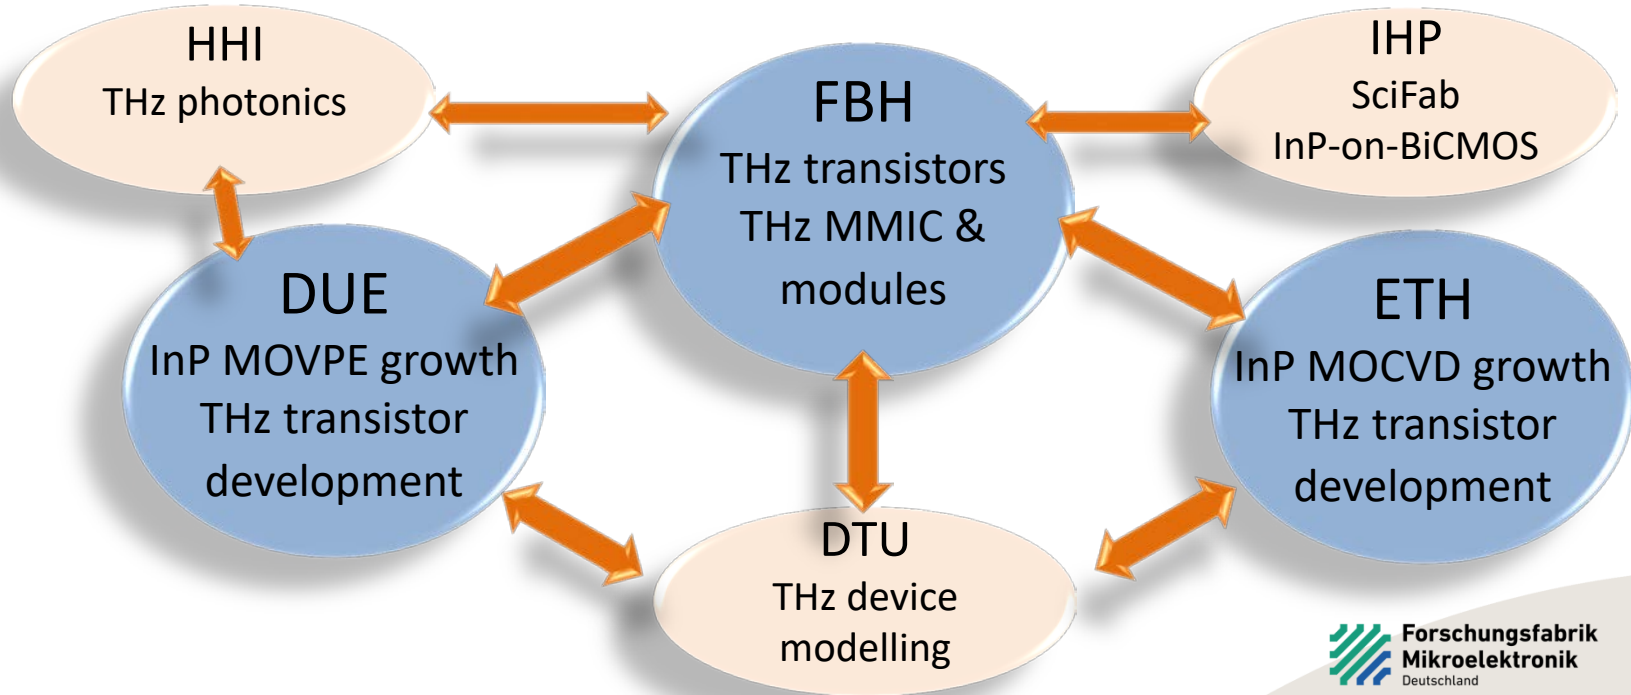 HHI
THz photonics
FBH
THz transistors
THz MMIC &
modules
IHP
SciFab
InP-on-BiCMOS
DUE
InP MOVPE growth
THz transistor
development
ETH
InP MOCVD growth
THz transistor
development
DTU
THz device
modelling
Forschungsfabrik
Mikroelektronik
Deutschland